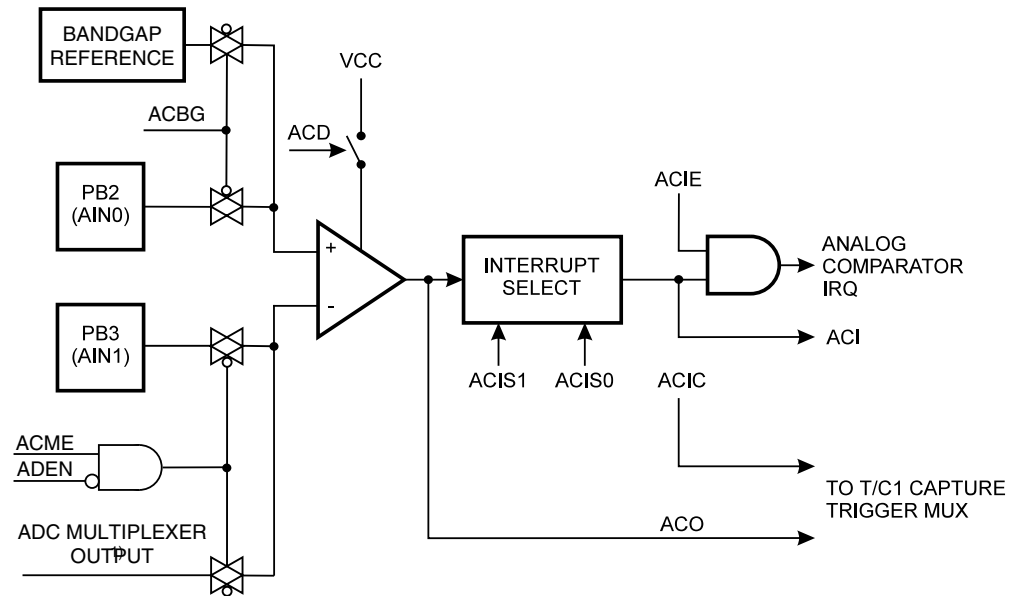 BANDGAP
REFERENCE
ACBG
VCC
ACD
PB2
(AIN0)
+
-
INTERRUPT
SELECT
ACIE
ANALOG
COMPARATOR
IRQ
ACI
PB3
(AIN1)
ACIS1
ACIS0
ACIC
ACME
ADEN
TO T/C1 CAPTURE
TRIGGER MUX
ACO
ADC MULTIPLEXER
OUTPUT
1)